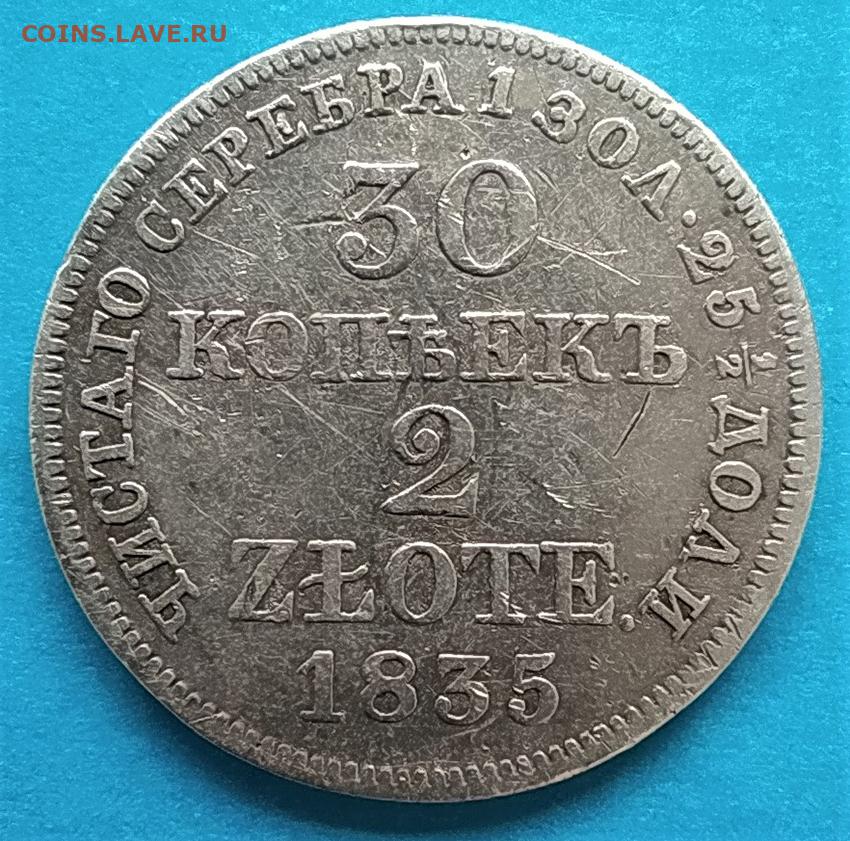 COINS.LAVE.RU
ЧИСТАГО СЕРЕБРА 1 ЗОЛ. 25 1/2 ДОЛИ
30
КОПѢЕКЪ
2
ZŁOTE.
1835